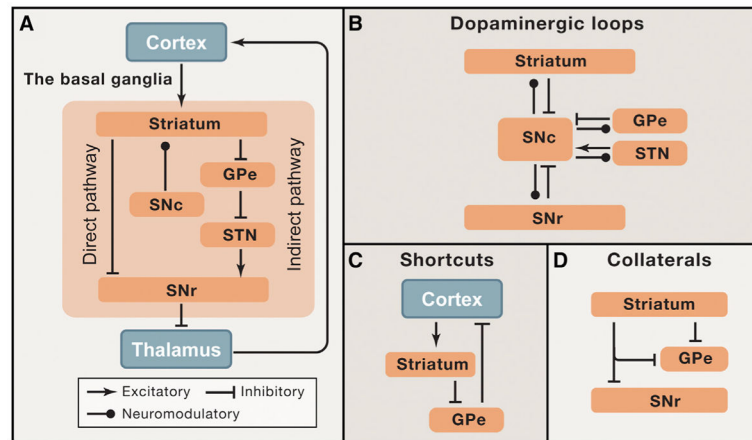 A
Cortex
The basal ganglia
Striatum
Direct pathway
Indirect pathway
GPe
SNc
STN
SNr
Thalamus
Excitatory
Inhibitory
Neuromodulatory
B
Dopaminergic loops
Striatum
SNc
GPe
STN
SNr
C
Shortcuts
Cortex
Striatum
GPe
D
Collaterals
Striatum
GPe
SNr